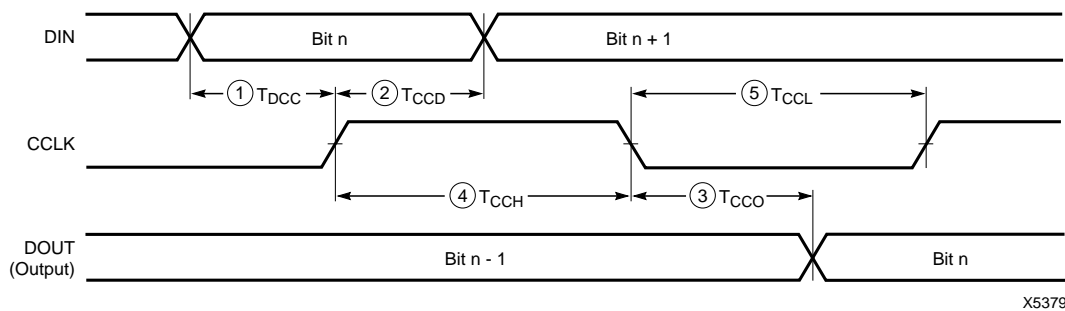 DIN
Bit n
Bit n + 1
1 TDCC
2 TCCD
5 TCCL
CCLK
4 TCCH
3 TCCO
DOUT
(Output)
Bit n - 1
Bit n
X5379